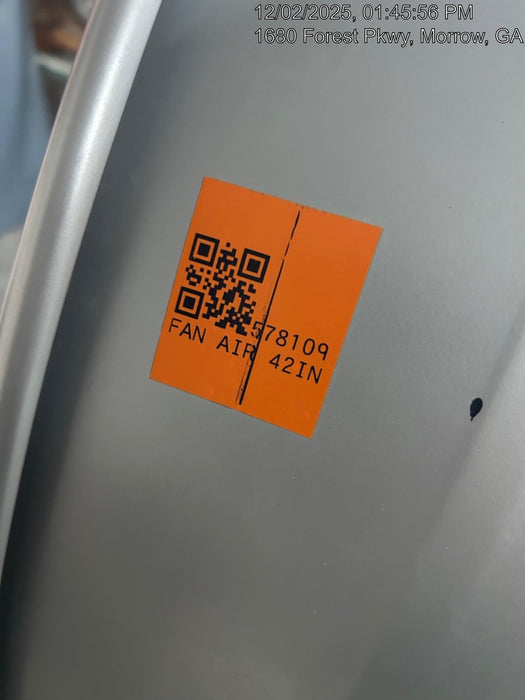 12/02/2025, 01:45:56 PM
1680 Forest Pkwy, Morrow, GA
578109
FAN AIR 42IN